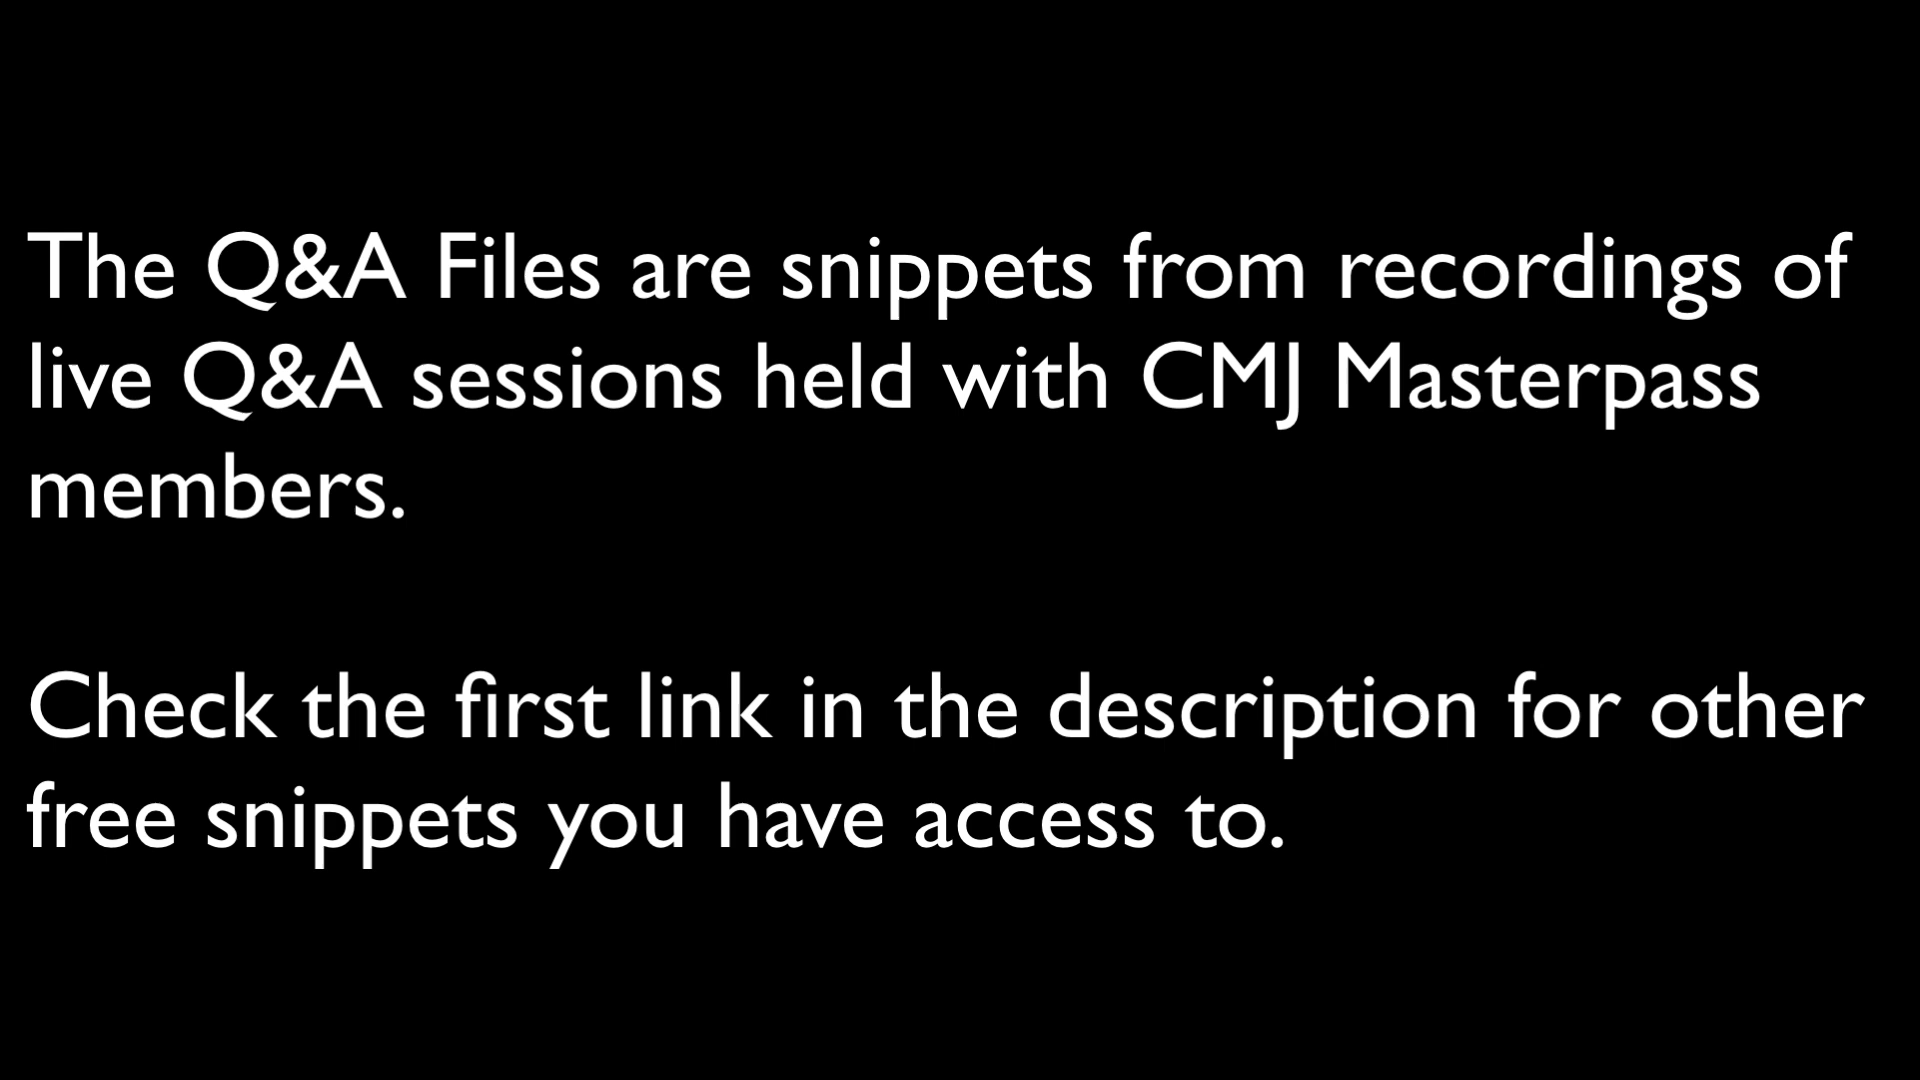 The Q&A Files are snippets from recordings of
live Q&A sessions held with CMJ Masterpass
members.
Check the first link in the description for other
free snippets you have access to.